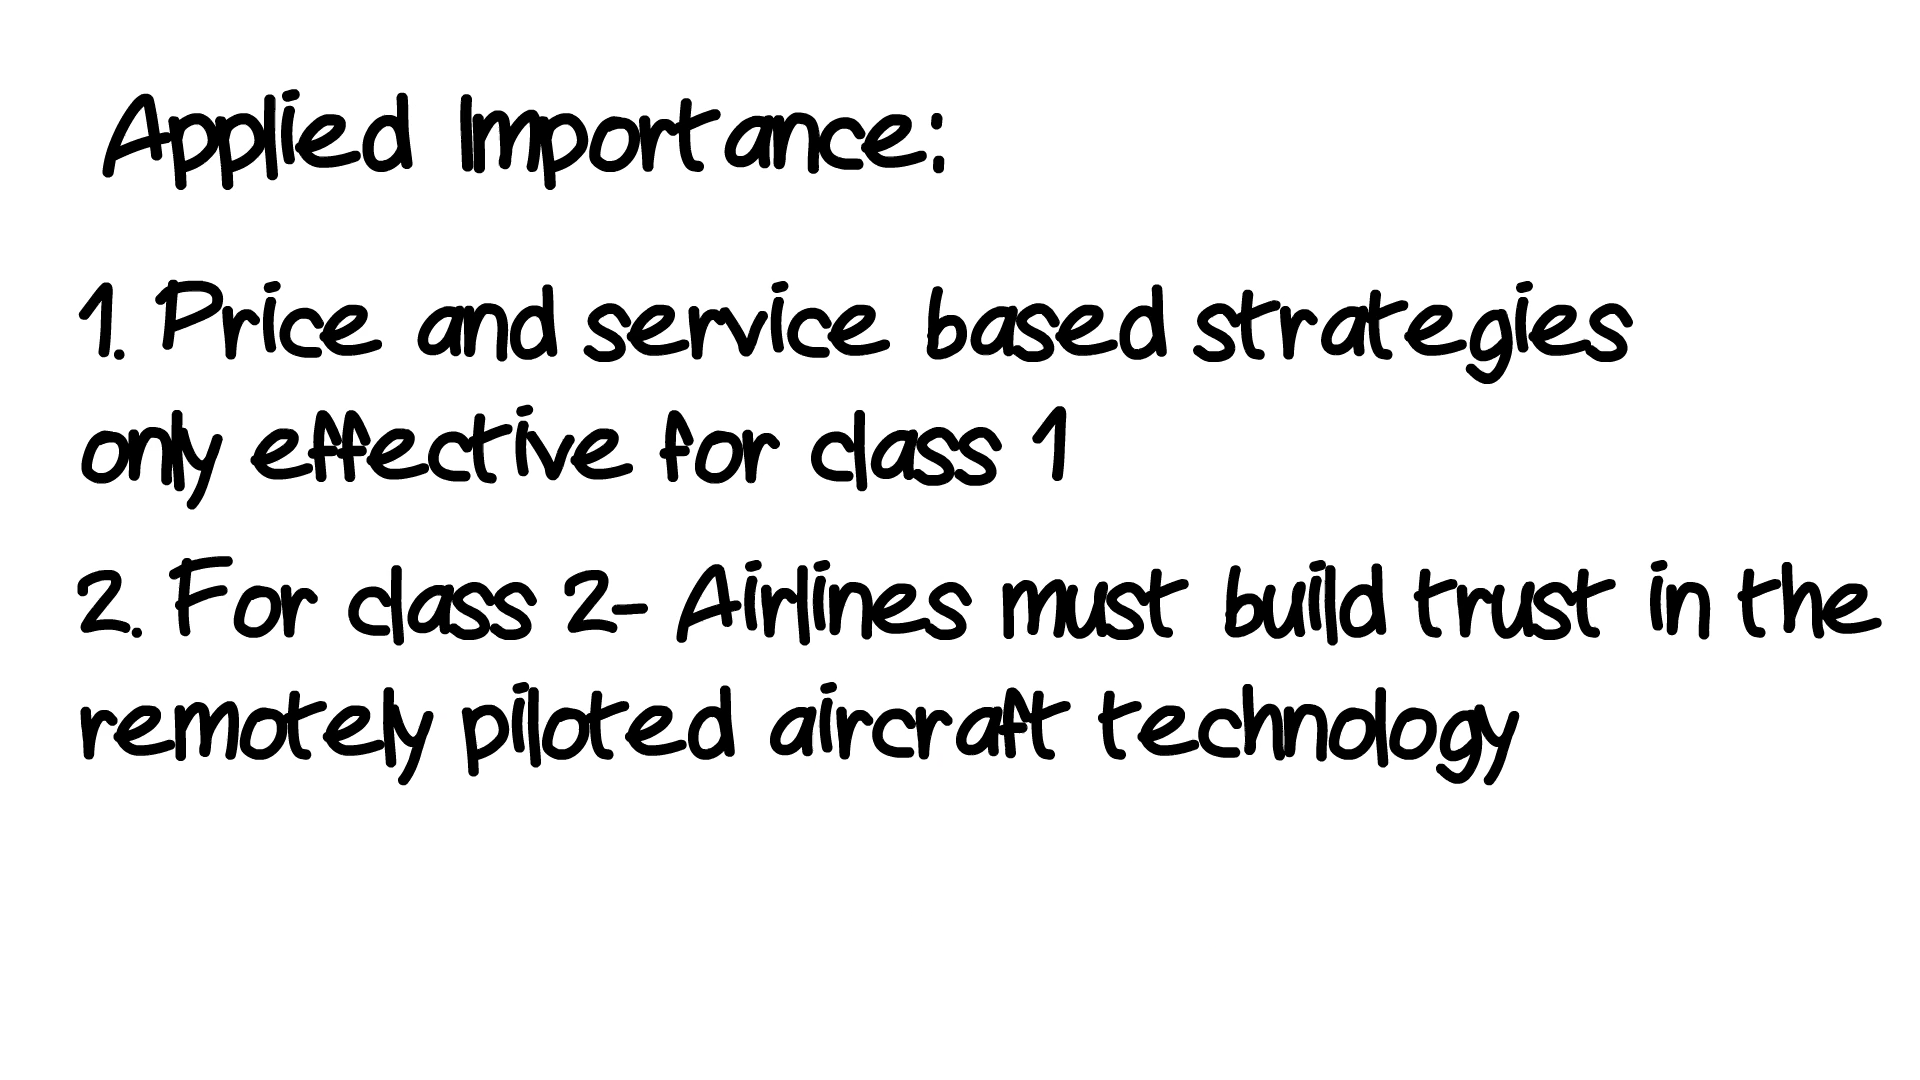 Applied Importance:
1. Price and service based strategies
only effective for class 1
2. For class 2- Airlines must build trust in the
remotely piloted aircraft technology